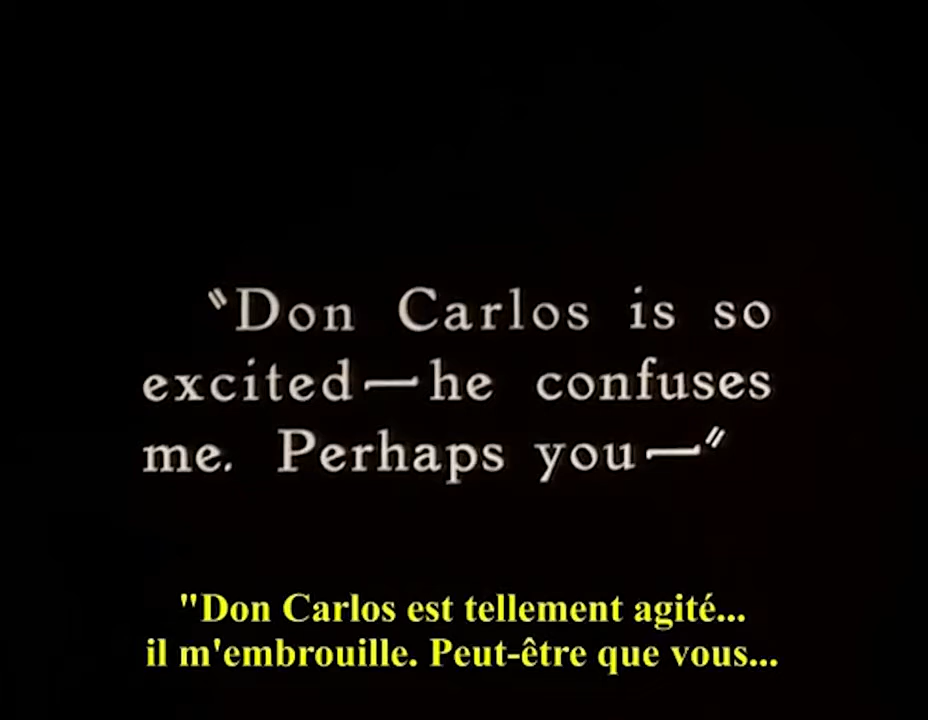 "Don Carlos is so
excited—he confuses
me. Perhaps you—"
"Don Carlos est tellement agité...
il m'embrouille. Peut-être que vous...